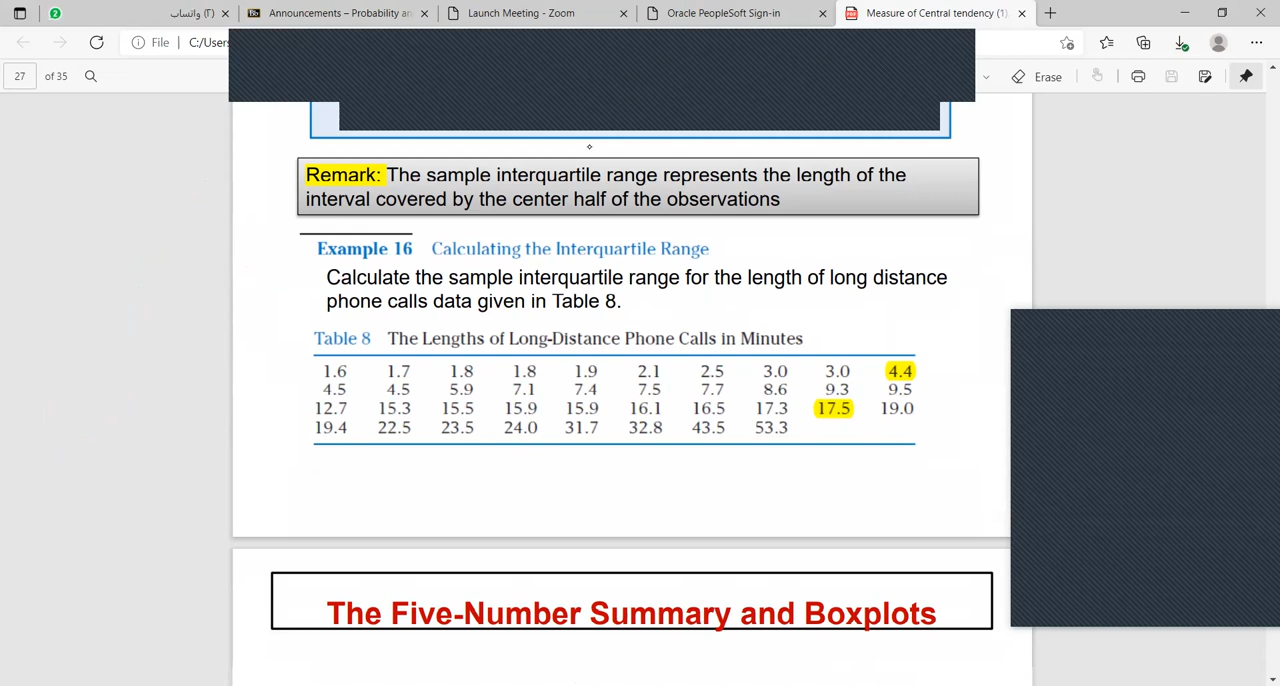 2 واتساب (٢)
Announcements – Probability an
Launch Meeting - Zoom
Oracle PeopleSoft Sign-in
PDF Measure of Central tendency (1)
File C:/Users
27 of 35 Erase
Remark: The sample interquartile range represents the length of the
interval covered by the center half of the observations
Example 16 Calculating the Interquartile Range
Calculate the sample interquartile range for the length of long distance
phone calls data given in Table 8.
Table 8 The Lengths of Long-Distance Phone Calls in Minutes
1.6 1.7 1.8 1.8 1.9 2.1 2.5 3.0 3.0 4.4
4.5 4.5 5.9 7.1 7.4 7.5 7.7 8.6 9.3 9.5
12.7 15.3 15.5 15.9 15.9 16.1 16.5 17.3 17.5 19.0
19.4 22.5 23.5 24.0 31.7 32.8 43.5 53.3
The Five-Number Summary and Boxplots